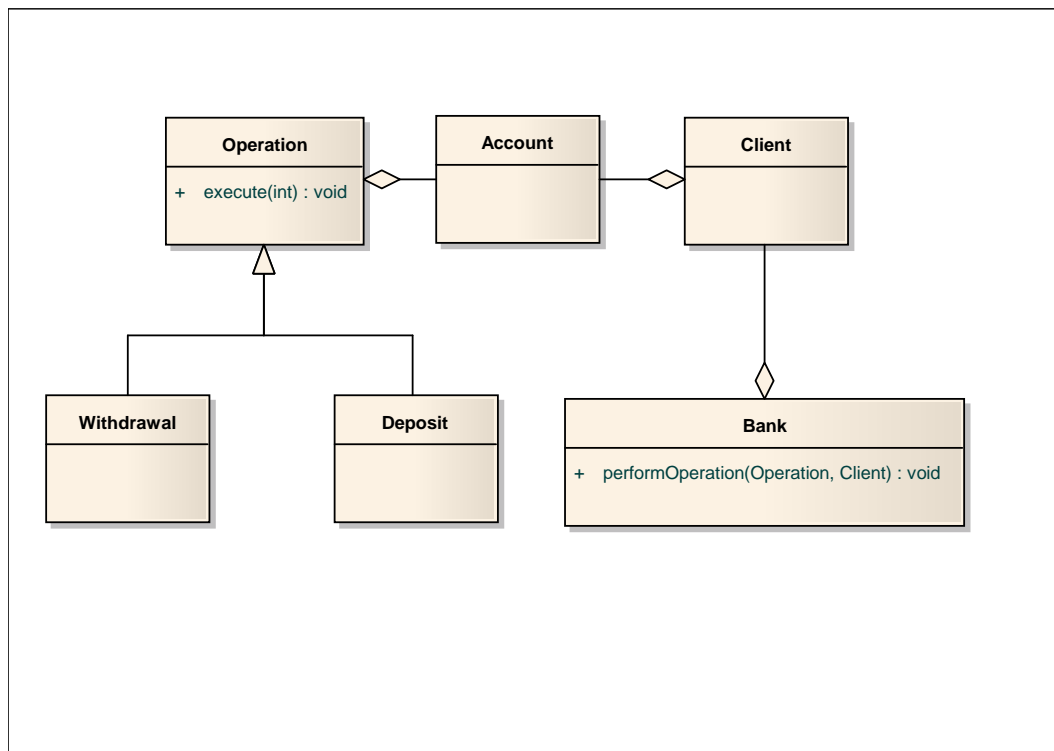 Operation
+ execute(int) : void
Account
Client
Withdrawal
Deposit
Bank
+ performOperation(Operation, Client) : void